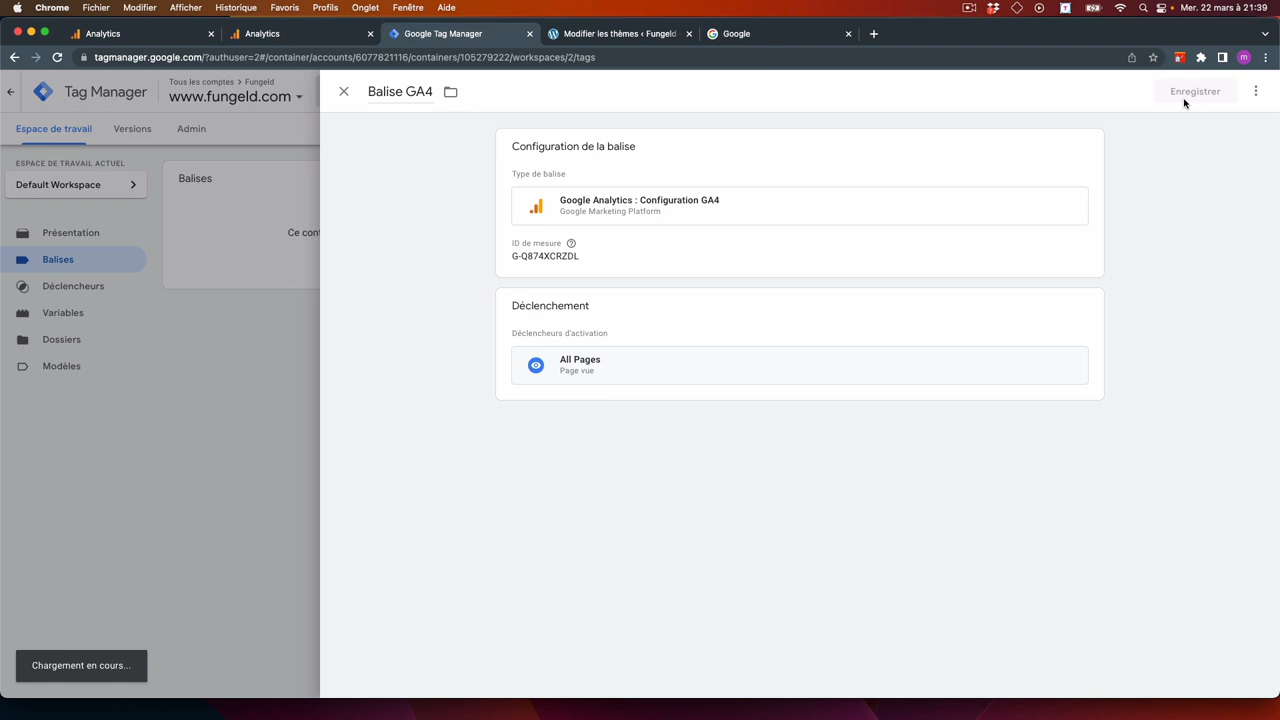 Chrome Fichier Modifier Afficher Historique Favoris Profils Onglet Fenêtre Aide Mer. 22 mars à 21:39
Analytics Analytics Google Tag Manager Modifier les thèmes ‹ Fungeld Google
tagmanager.google.com/?authuser=2#/container/accounts/6077821116/containers/105279222/workspaces/2/tags
Tag Manager
Tous les comptes > Fungeld
www.fungeld.com
Balise GA4
Enregistrer
Espace de travail Versions Admin
ESPACE DE TRAVAIL ACTUEL
Default Workspace
Présentation
Balises
Déclencheurs
Variables
Dossiers
Modèles
Balises
Ce cont
Configuration de la balise
Type de balise
Google Analytics : Configuration GA4
Google Marketing Platform
ID de mesure
G-Q874XCRZDL
Déclenchement
Déclencheurs d'activation
All Pages
Page vue
Chargement en cours...